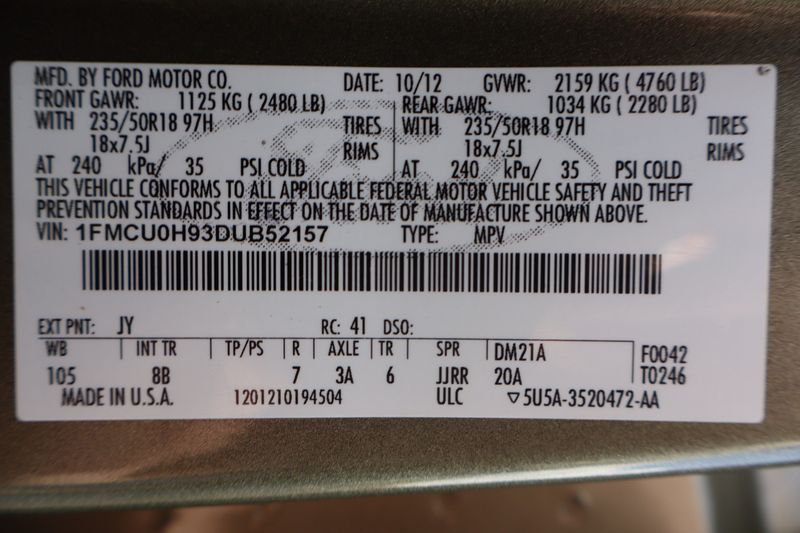 MFD. BY FORD MOTOR CO. DATE: 10/12 GVWR: 2159 KG ( 4760 LB)
FRONT GAWR: 1125 KG ( 2480 LB) REAR GAWR: 1034 KG ( 2280 LB)
WITH 235/50R18 97H TIRES WITH 235/50R18 97H TIRES
18x7.5J RIMS 18x7.5J RIMS
AT 240 kPa/ 35 PSI COLD AT 240 kPa/ 35 PSI COLD
THIS VEHICLE CONFORMS TO ALL APPLICABLE FEDERAL MOTOR VEHICLE SAFETY AND THEFT
PREVENTION STANDARDS IN EFFECT ON THE DATE OF MANUFACTURE SHOWN ABOVE.
VIN: 1FMCU0H93DUB52157 TYPE: MPV
EXT PNT: JY RC: 41 DSO:
WB INT TR TP/PS R AXLE TR SPR DM21A F0042
105 8B 7 3A 6 JJRR 20A T0246
MADE IN U.S.A. 1201210194504 ULC ▽5U5A-3520472-AA